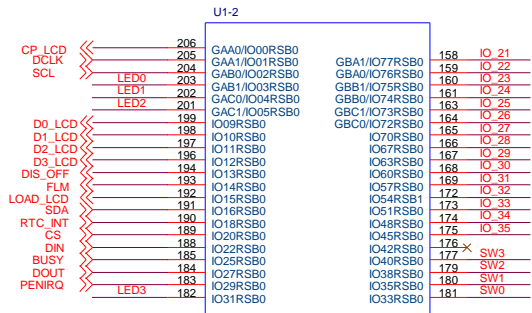 U1-2
CP_LCD 206 GAA0/IO00RSB0
DCLK 205 GAA1/IO01RSB0 GBA1/IO77RSB0 158 IO_21
SCL 204 GAB0/IO02RSB0 GBA0/IO76RSB0 159 IO_22
LED0 203 GAB1/IO03RSB0 GBB1/IO75RSB0 160 IO_23
LED1 202 GAC0/IO04RSB0 GBB0/IO74RSB0 161 IO_24
LED2 201 GAC1/IO05RSB0 GBC1/IO73RSB0 163 IO_25
D0_LCD 199 IO09RSB0 GBC0/IO72RSB0 164 IO_26
D1_LCD 198 IO10RSB0 IO70RSB0 165 IO_27
D2_LCD 197 IO11RSB0 IO67RSB0 166 IO_28
D3_LCD 196 IO12RSB0 IO63RSB0 167 IO_29
DIS_OFF 194 IO13RSB0 IO60RSB0 168 IO_30
FLM 193 IO14RSB0 IO57RSB0 169 IO_31
LOAD_LCD 192 IO15RSB0 IO54RSB1 172 IO_32
SDA 191 IO16RSB0 IO51RSB0 173 IO_33
RTC_INT 190 IO18RSB0 IO48RSB0 174 IO_34
CS 189 IO20RSB0 IO45RSB0 175 IO_35
DIN 188 IO22RSB0 IO42RSB0 176
BUSY 185 IO25RSB0 IO40RSB0 177 SW3
DOUT 184 IO27RSB0 IO38RSB0 179 SW2
PENIRQ 183 IO29RSB0 IO35RSB0 180 SW1
LED3 182 IO31RSB0 IO33RSB0 181 SW0